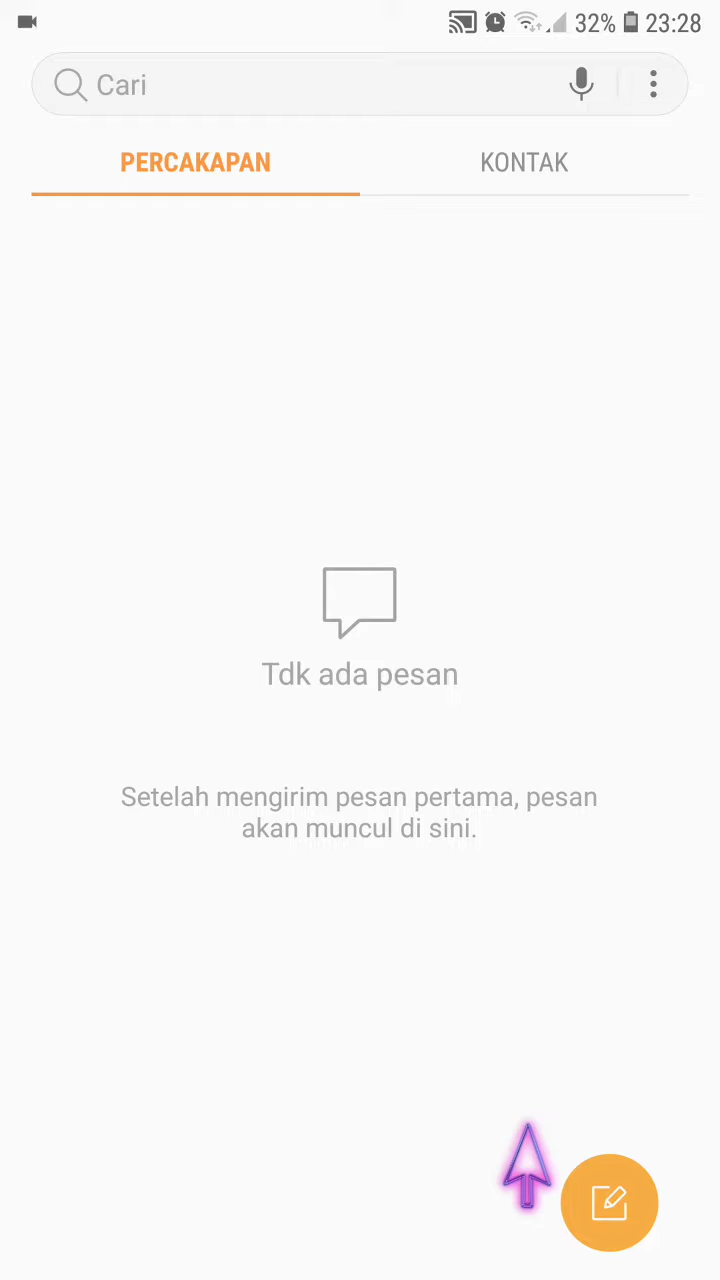 32% 23:28
Cari
PERCAKAPAN KONTAK
Tdk ada pesan
Setelah mengirim pesan pertama, pesan
akan muncul di sini.